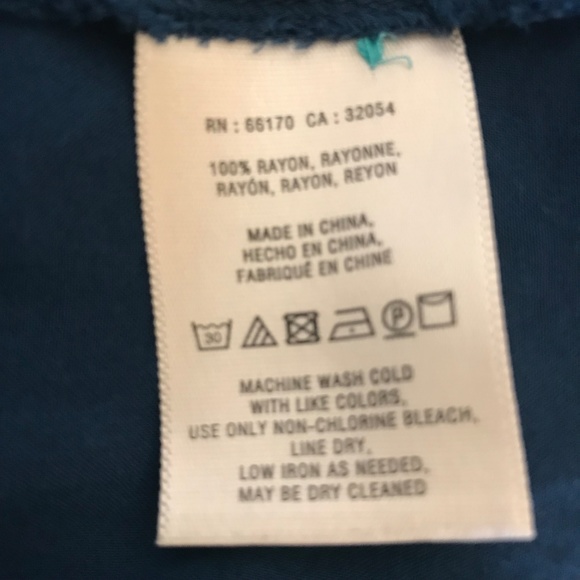 RN : 66170 CA : 32054
100% RAYON, RAYONNE,
RAYÓN, RAYON, REYON
MADE IN CHINA,
HECHO EN CHINA,
FABRIQUÉ EN CHINE
30 P
MACHINE WASH COLD
WITH LIKE COLORS,
USE ONLY NON-CHLORINE BLEACH,
LINE DRY,
LOW IRON AS NEEDED,
MAY BE DRY CLEANED